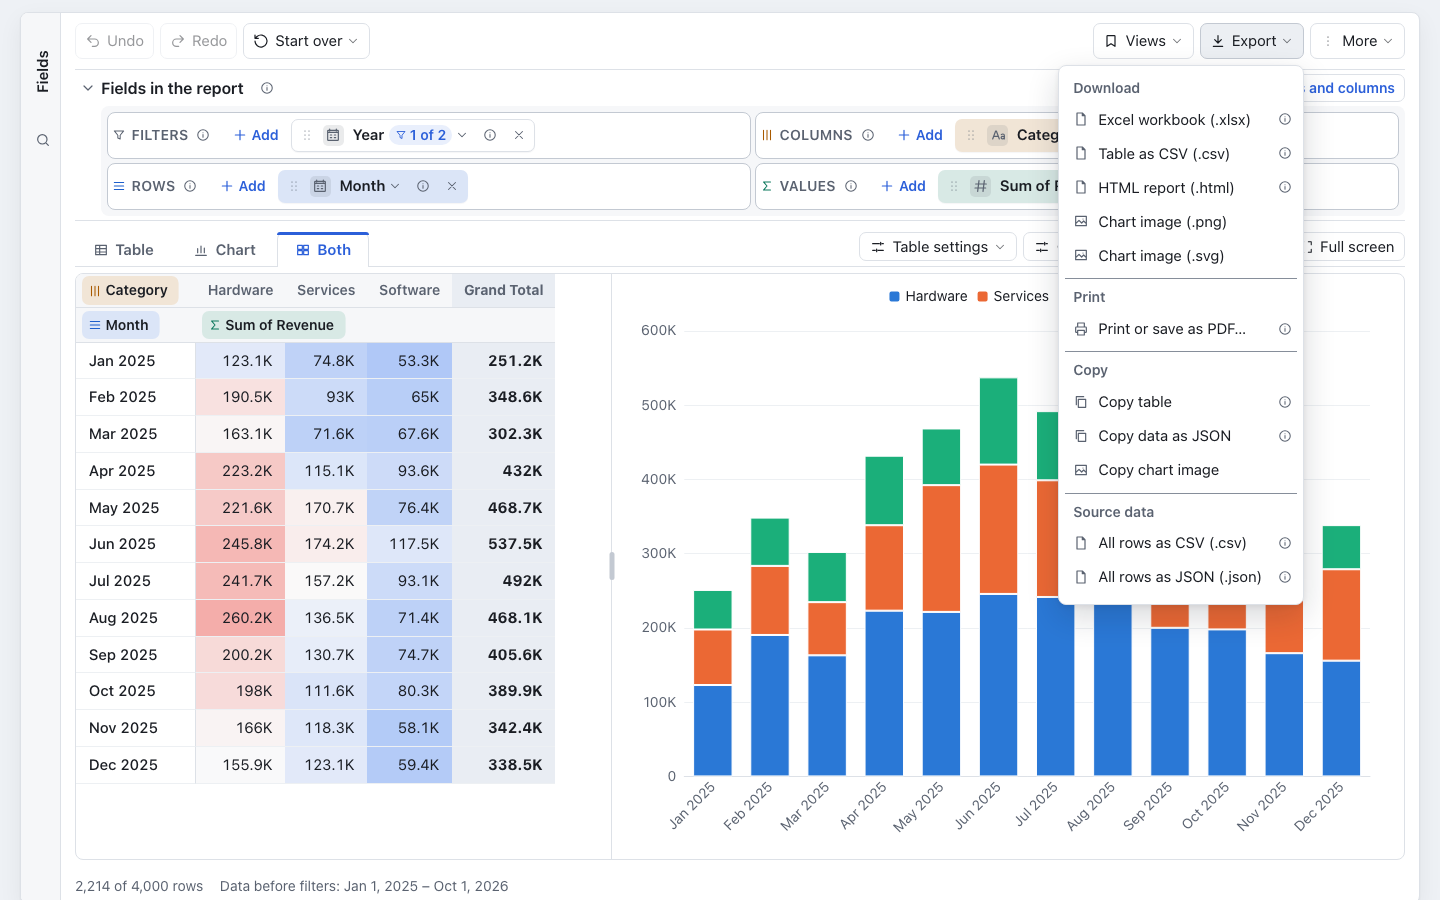 Fields
Undo Redo Start over Views Export More
Fields in the report and columns
FILTERS + Add Year 1 of 2 COLUMNS + Add Aa Categ
ROWS + Add Month Σ VALUES + Add # Sum of
Table Chart Both Table settings Full screen
Download
Excel workbook (.xlsx)
Table as CSV (.csv)
HTML report (.html)
Chart image (.png)
Chart image (.svg)
Print
Print or save as PDF...
Copy
Copy table
Copy data as JSON
Copy chart image
Source data
All rows as CSV (.csv)
All rows as JSON (.json)
Category Hardware Services Software Grand Total
Month Σ Sum of Revenue
Jan 2025 123.1K 74.8K 53.3K 251.2K
Feb 2025 190.5K 93K 65K 348.6K
Mar 2025 163.1K 71.6K 67.6K 302.3K
Apr 2025 223.2K 115.1K 93.6K 432K
May 2025 221.6K 170.7K 76.4K 468.7K
Jun 2025 245.8K 174.2K 117.5K 537.5K
Jul 2025 241.7K 157.2K 93.1K 492K
Aug 2025 260.2K 136.5K 71.4K 468.1K
Sep 2025 200.2K 130.7K 74.7K 405.6K
Oct 2025 198K 111.6K 80.3K 389.9K
Nov 2025 166K 118.3K 58.1K 342.4K
Dec 2025 155.9K 123.1K 59.4K 338.5K
Hardware Services
600K
500K
400K
300K
200K
100K
0
Jan 2025 Feb 2025 Mar 2025 Apr 2025 May 2025 Jun 2025 Jul 2025 Aug 2025 Sep 2025 Oct 2025 Nov 2025 Dec 2025
2,214 of 4,000 rows Data before filters: Jan 1, 2025 – Oct 1, 2026